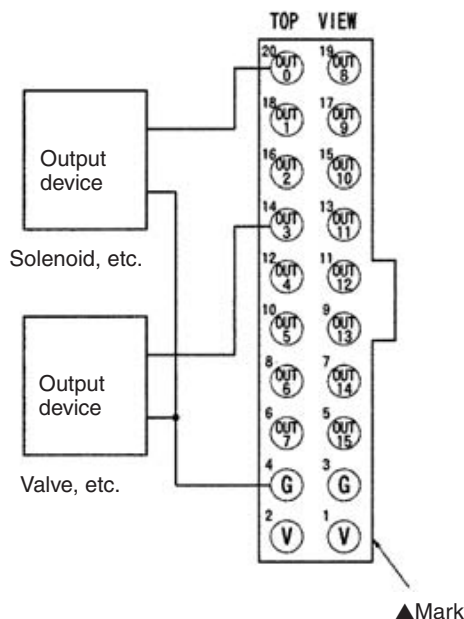 TOP VIEW
20 OUT 0 19 OUT 8
18 OUT 1 17 OUT 9
16 OUT 2 15 OUT 10
14 OUT 3 13 OUT 11
12 OUT 4 11 OUT 12
10 OUT 5 9 OUT 13
8 OUT 6 7 OUT 14
6 OUT 7 5 OUT 15
4 G 3 G
2 V 1 V
Output
device
Solenoid, etc.
Output
device
Valve, etc.
▲Mark